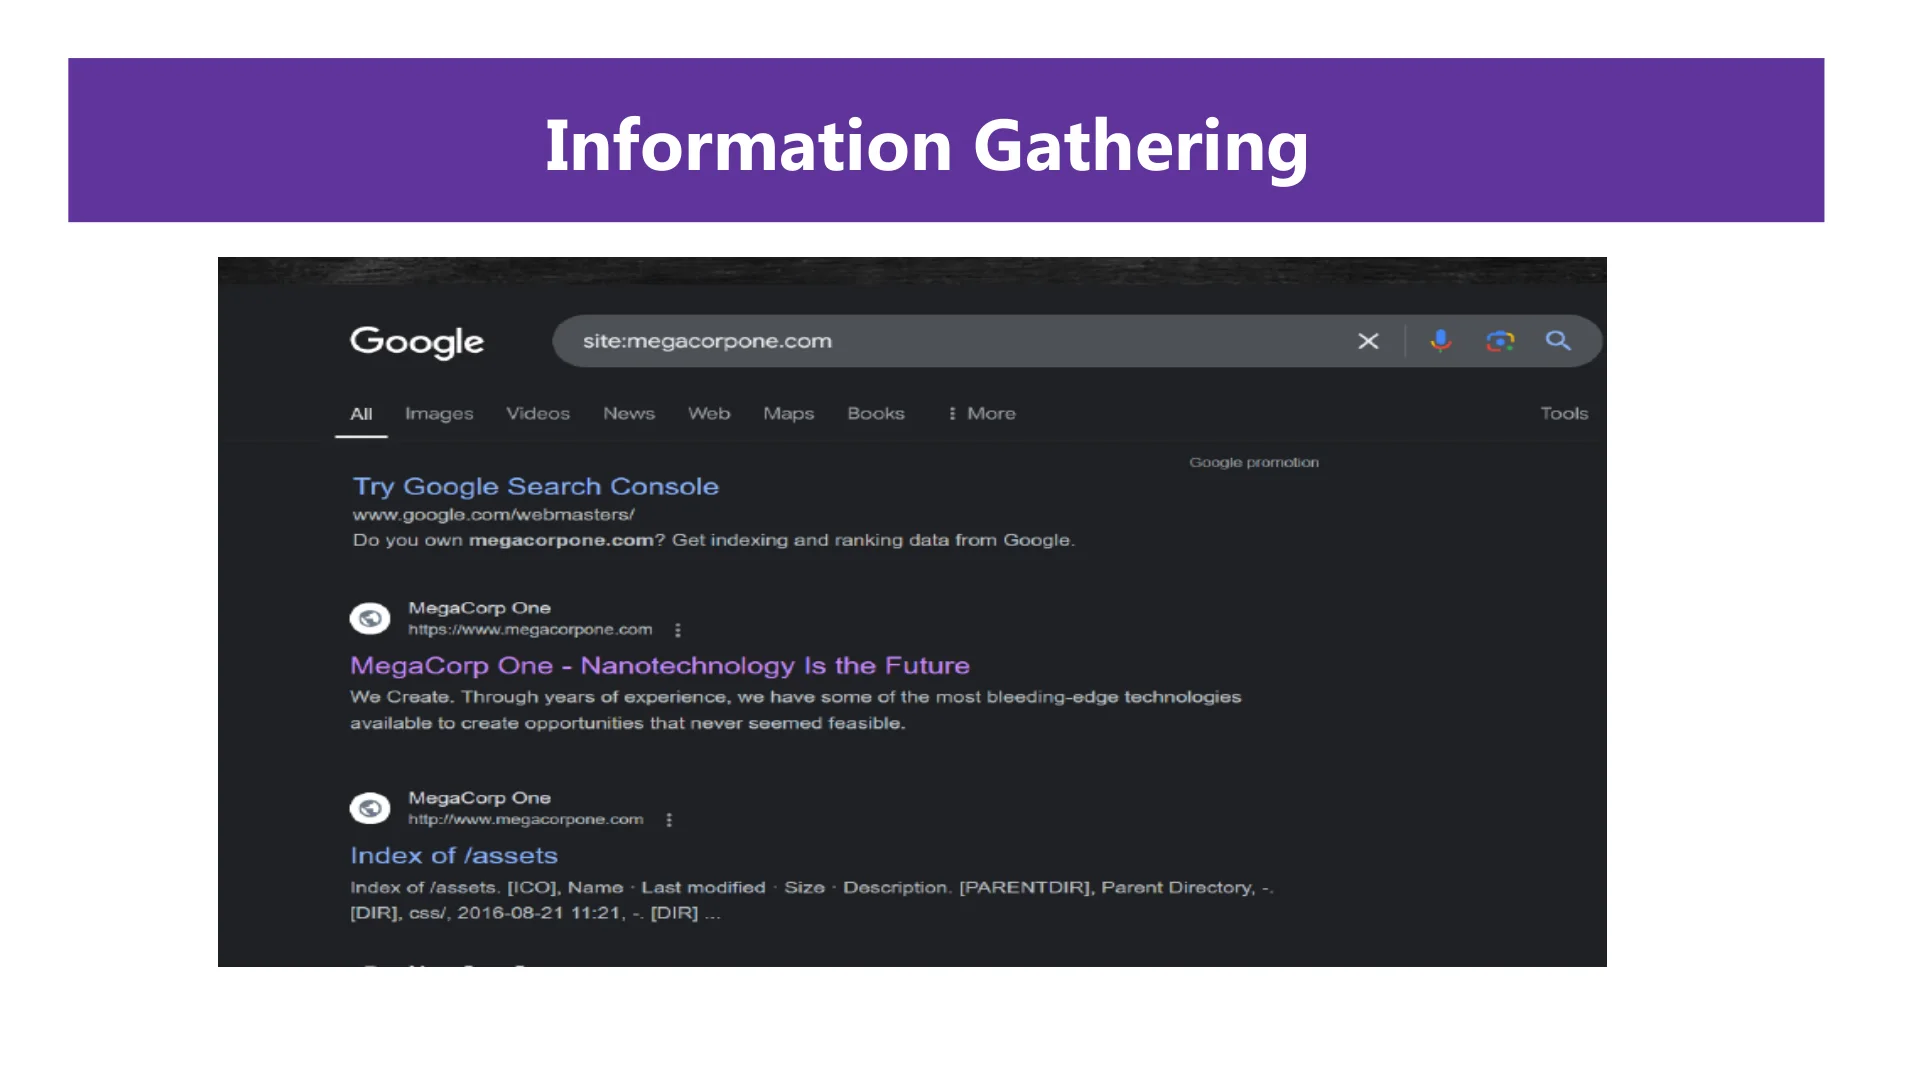 Information Gathering
Google
site:megacorpone.com
All Images Videos News Web Maps Books More Tools
Google promotion
Try Google Search Console
www.google.com/webmasters/
Do you own megacorpone.com? Get indexing and ranking data from Google.
MegaCorp One
https://www.megacorpone.com
MegaCorp One - Nanotechnology Is the Future
We Create. Through years of experience, we have some of the most bleeding-edge technologies
available to create opportunities that never seemed feasible.
MegaCorp One
http://www.megacorpone.com
Index of /assets
Index of /assets. [ICO], Name · Last modified · Size · Description. [PARENTDIR], Parent Directory, -.
[DIR], css/, 2016-08-21 11:21, -. [DIR] ...